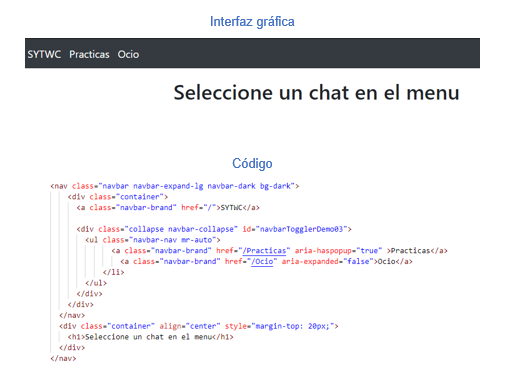 Interfaz gráfica
SYTWC Practicas Ocio
Seleccione un chat en el menu
Código
<nav class="navbar navbar-expand-lg navbar-dark bg-dark">
<div class="container">
<a class="navbar-brand" href="/">SYTWC</a>
<div class="collapse navbar-collapse" id="navbarTogglerDemo03">
<ul class="navbar-nav mr-auto">
<a class="navbar-brand" href="/Practicas" aria-haspopup="true" >Practicas</a>
<a class="navbar-brand" href="/Ocio" aria-expanded="false">Ocio</a>
</li>
</ul>
</div>
</div>
</nav>
<div class="container" align="center" style="margin-top: 20px;">
<h1>Seleccione un chat en el menu</h1>
</div>
</nav>